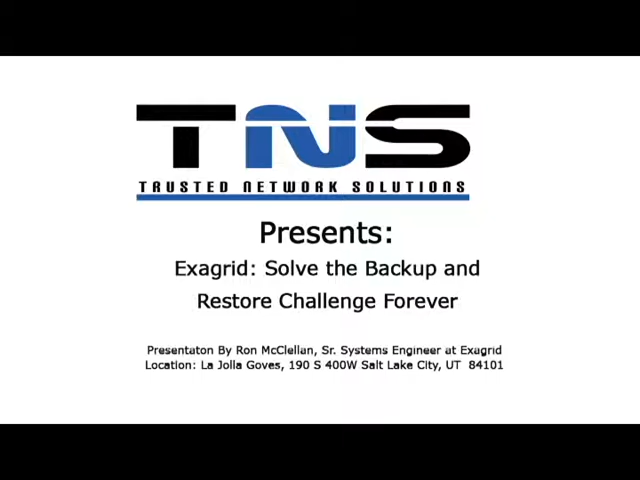 TNS
TRUSTED NETWORK SOLUTIONS
Presents:
Exagrid: Solve the Backup and
Restore Challenge Forever
Presentaton By Ron McClellan, Sr. Systems Engineer at Exagrid
Location: La Jolla Goves, 190 S 400W Salt Lake City, UT 84101